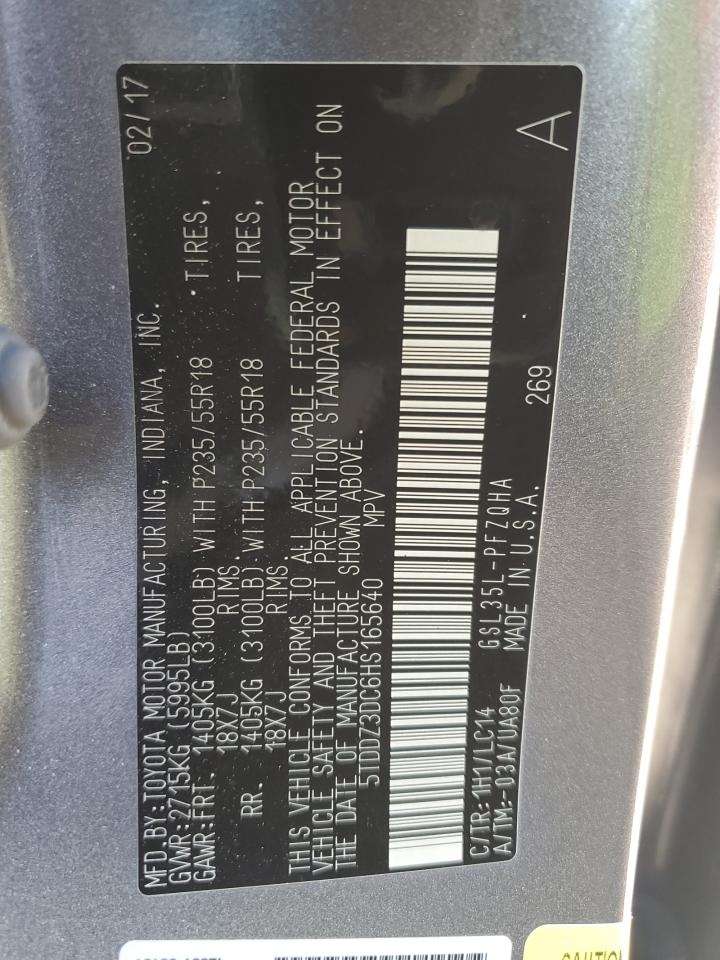 MFD.BY:TOYOTA MOTOR MANUFACTURING, INDIANA, INC. 02/17
GVWR:2715KG (5995LB)
GAWR:FRT. 1405KG (3100LB) WITH P235/55R18 TIRES,
18X7J RIMS.
RR. 1405KG (3100LB) WITH P235/55R18 TIRES,
18X7J RIMS.
THIS VEHICLE CONFORMS TO ALL APPLICABLE FEDERAL MOTOR
VEHICLE SAFETY AND THEFT PREVENTION STANDARDS IN EFFECT ON
THE DATE OF MANUFACTURE SHOWN ABOVE.
5TDDZ3DC6HS165640 MPV
C/TR:1H1/LC14 GSL35L-PFZQHA
A/TM:-03A/UA80F MADE IN U.S.A. 269
A
CAUTION